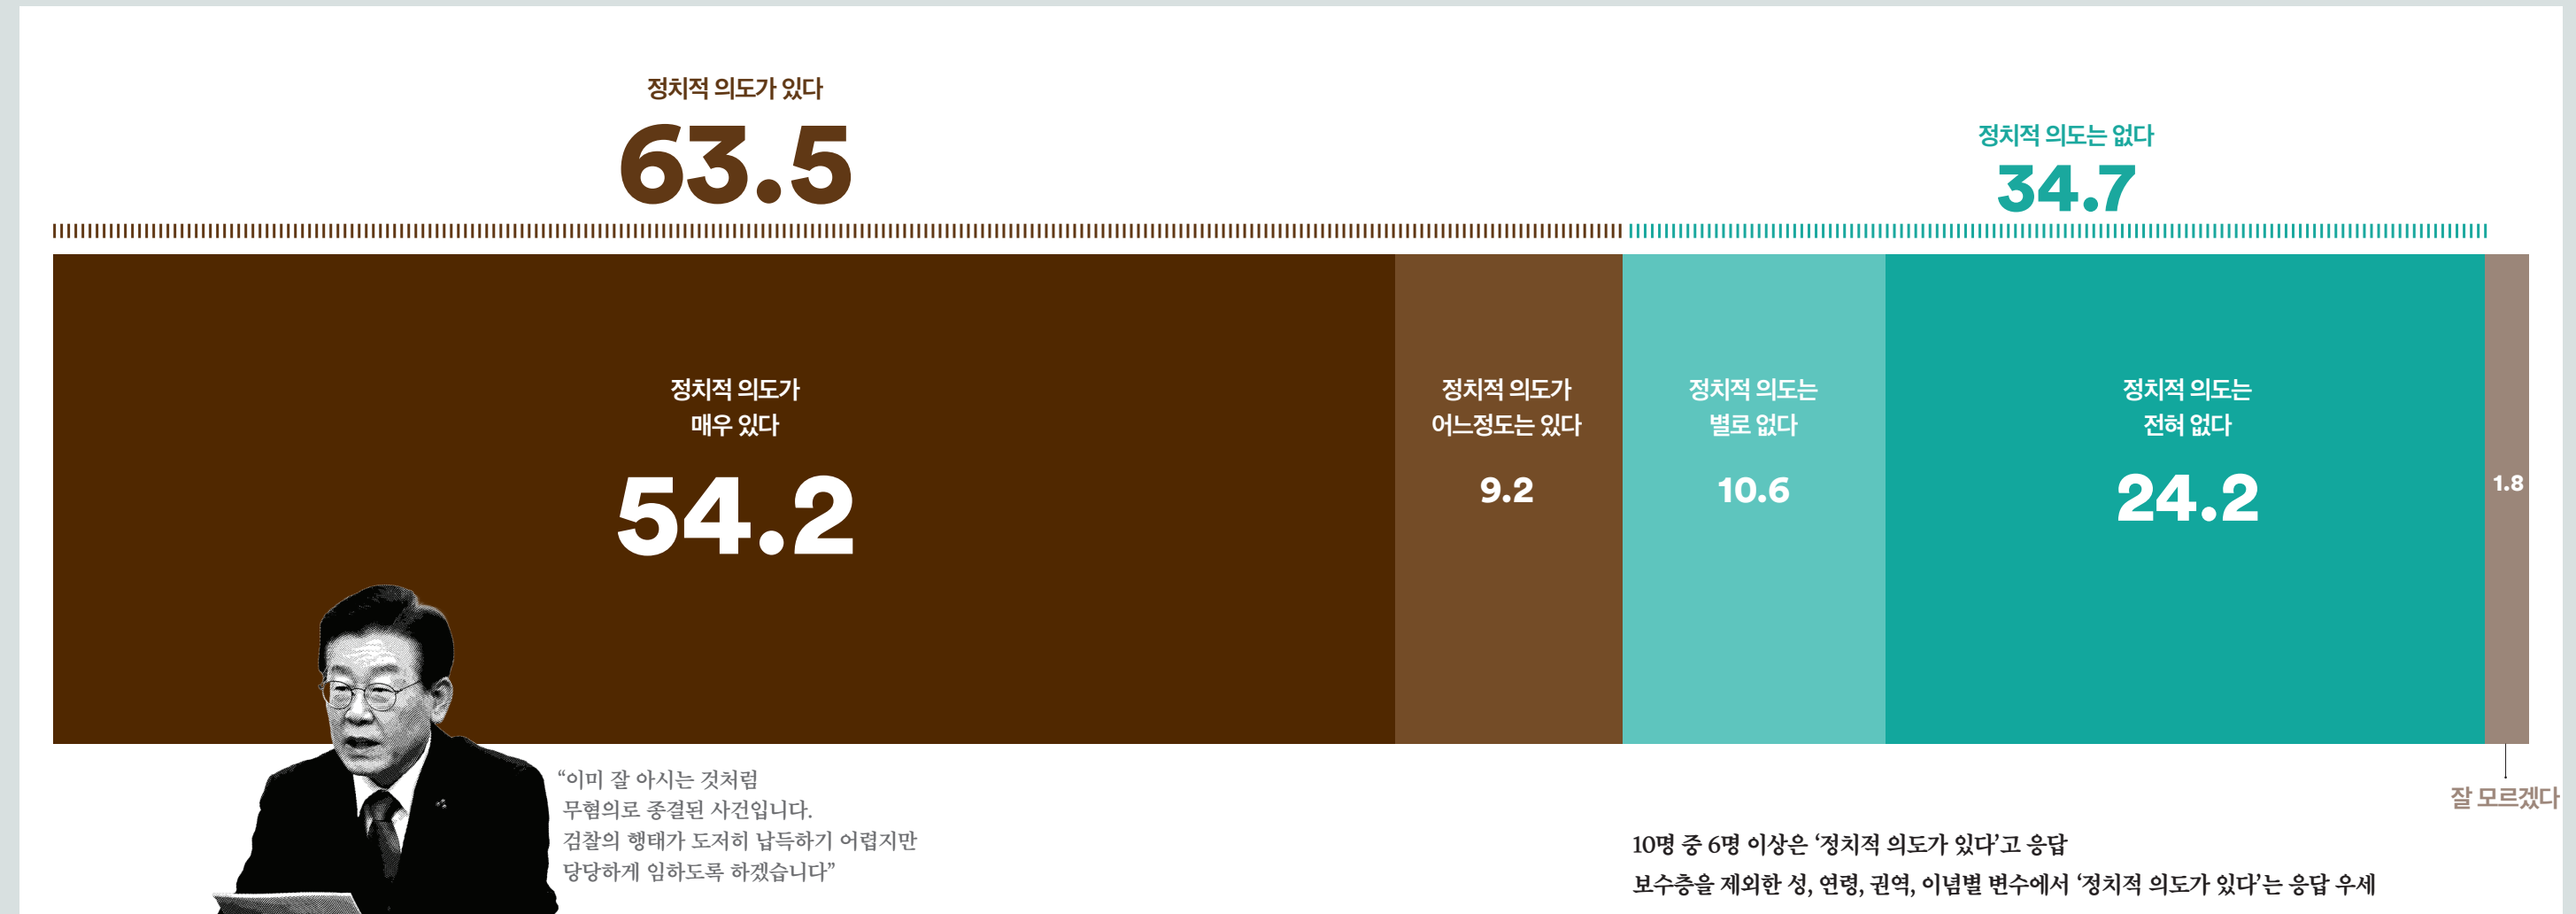 정치적 의도가 있다
63.5
정치적 의도는 없다
34.7
정치적 의도가
매우 있다
54.2
정치적 의도가
어느정도는 있다
9.2
정치적 의도는
별로 없다
10.6
정치적 의도는
전혀 없다
24.2
1.8
잘 모르겠다
“이미 잘 아시는 것처럼
무혐의로 종결된 사건입니다.
검찰의 행태가 도저히 납득하기 어렵지만
당당하게 임하도록 하겠습니다”
10명 중 6명 이상은 ‘정치적 의도가 있다’고 응답
보수층을 제외한 성, 연령, 권역, 이념별 변수에서 ‘정치적 의도가 있다’는 응답 우세